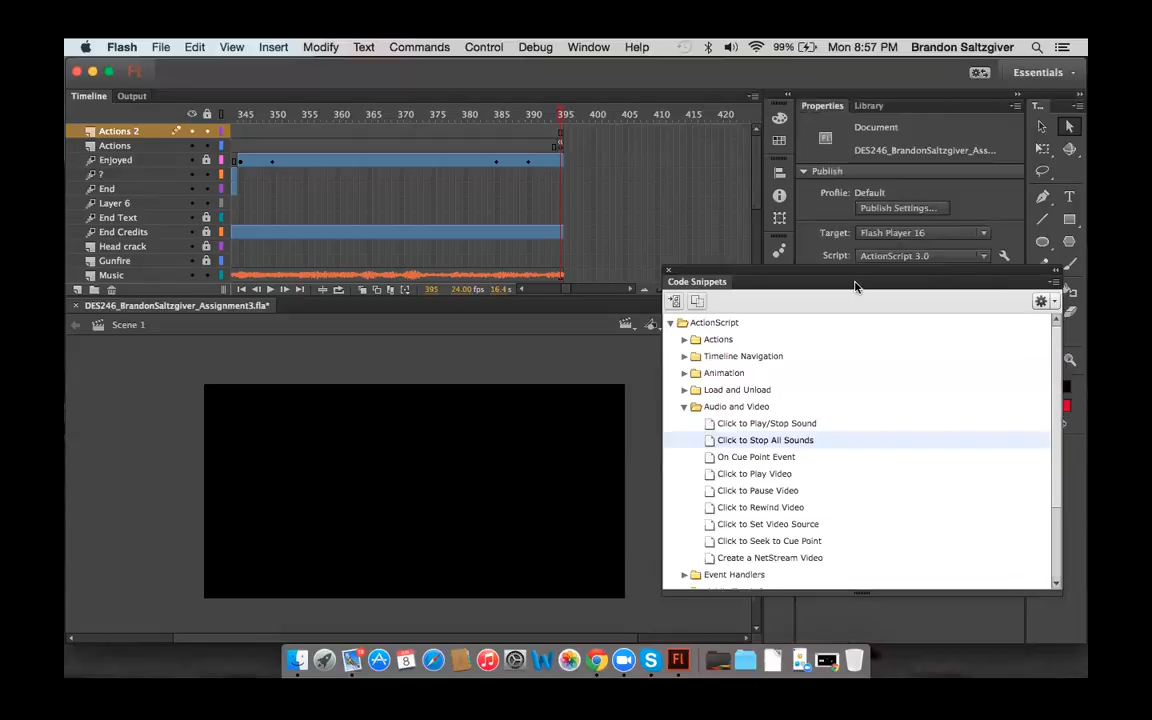 Flash File Edit View Insert Modify Text Commands Control Debug Window Help 99% Mon 8:57 PM Brandon Saltzgiver
Fl Essentials
Timeline Output
345 350 355 360 365 370 375 380 385 390 395 400 405 410 415 420
Actions 2
Actions
Enjoyed
?
End
Layer 6
End Text
End Credits
Head crack
Gunfire
Music
395 24.00 fps 16.4 s
DES246_BrandonSaltzgiver_Assignment3.fla*
Scene 1
Properties Library
Document
DES246_BrandonSaltzgiver_Ass...
Publish
Profile: Default
Publish Settings...
Target: Flash Player 16
Script: ActionScript 3.0
Code Snippets
ActionScript
Actions
Timeline Navigation
Animation
Load and Unload
Audio and Video
Click to Play/Stop Sound
Click to Stop All Sounds
On Cue Point Event
Click to Play Video
Click to Pause Video
Click to Rewind Video
Click to Set Video Source
Click to Seek to Cue Point
Create a NetStream Video
Event Handlers
T...
8
Fl